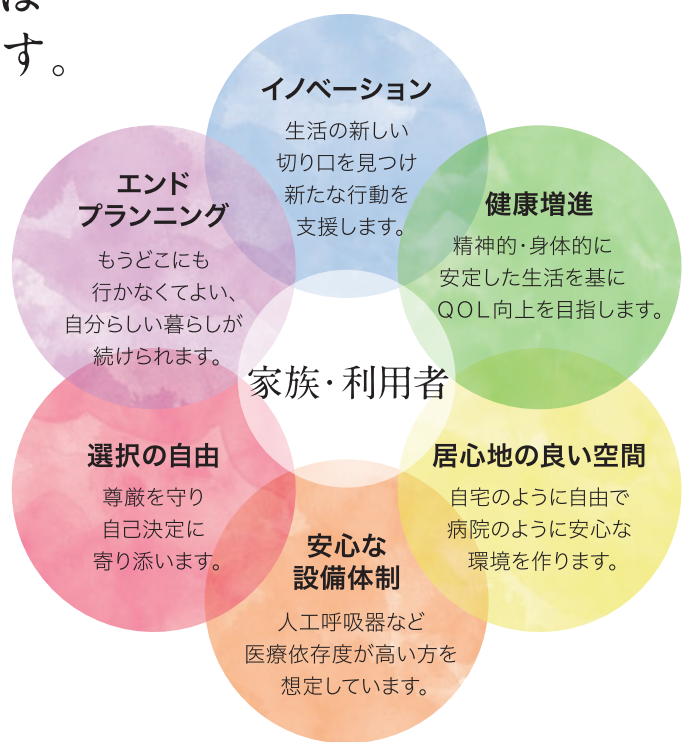 は
す。
イノベーション
生活の新しい
切り口を見つけ
新たな行動を
支援します。
健康増進
精神的・身体的に
安定した生活を基に
QOL向上を目指します。
居心地の良い空間
自宅のように自由で
病院のように安心な
環境を作ります。
安心な
設備体制
人工呼吸器など
医療依存度が高い方を
想定しています。
選択の自由
尊厳を守り
自己決定に
寄り添います。
エンド
プランニング
もうどこにも
行かなくてよい、
自分らしい暮らしが
続けられます。
家族・利用者